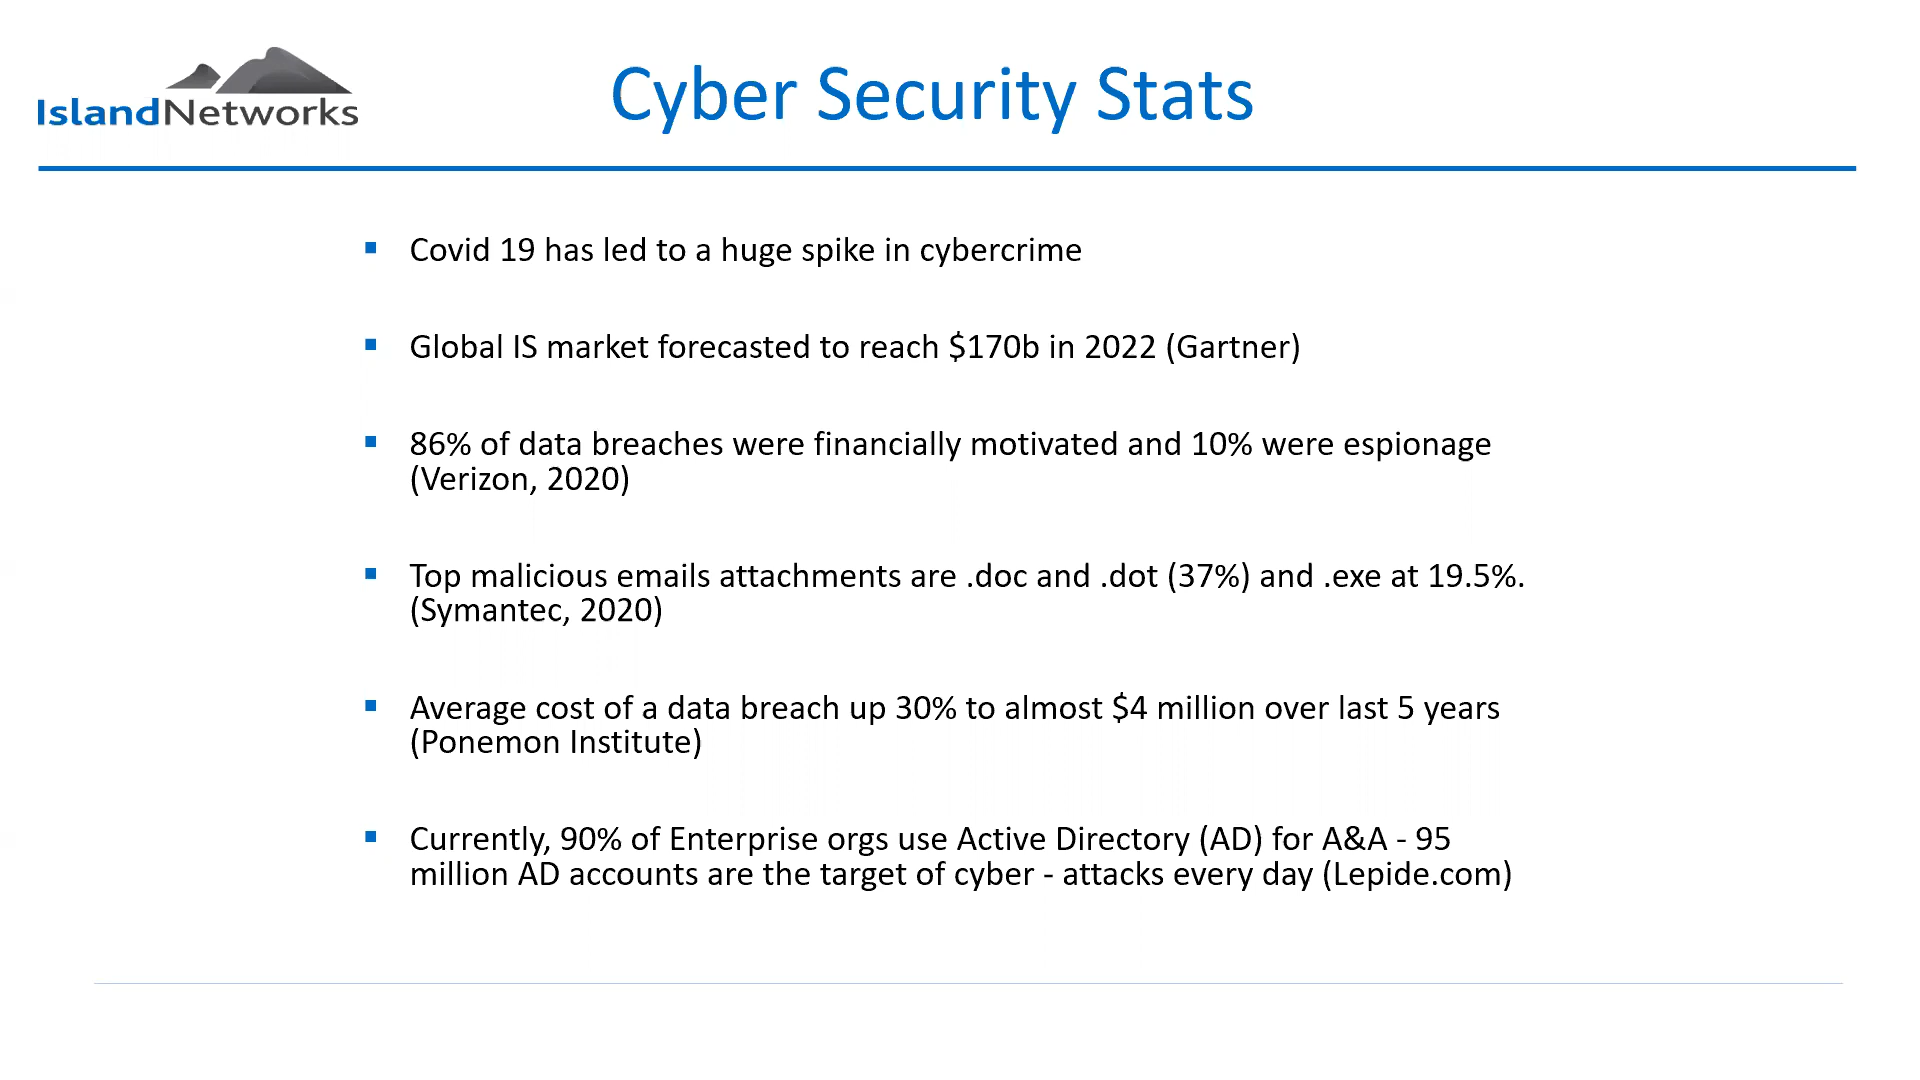 IslandNetworks
Cyber Security Stats
▪ Covid 19 has led to a huge spike in cybercrime
▪ Global IS market forecasted to reach $170b in 2022 (Gartner)
▪ 86% of data breaches were financially motivated and 10% were espionage
(Verizon, 2020)
▪ Top malicious emails attachments are .doc and .dot (37%) and .exe at 19.5%.
(Symantec, 2020)
▪ Average cost of a data breach up 30% to almost $4 million over last 5 years
(Ponemon Institute)
▪ Currently, 90% of Enterprise orgs use Active Directory (AD) for A&A - 95
million AD accounts are the target of cyber - attacks every day (Lepide.com)